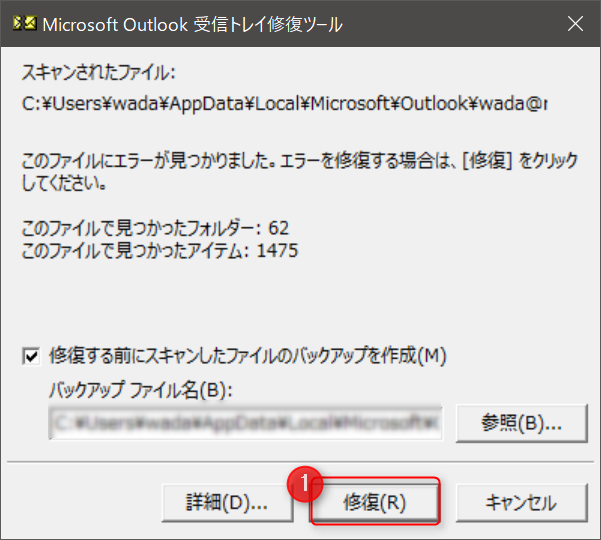 Microsoft Outlook 受信トレイ修復ツール
スキャンされたファイル:
C:¥Users¥wada¥AppData¥Local¥Microsoft¥Outlook¥wada@r
このファイルにエラーが見つかりました。エラーを修復する場合は、[修復] をクリック
してください。
このファイルで見つかったフォルダー: 62
このファイルで見つかったアイテム: 1475
修復する前にスキャンしたファイルのバックアップを作成(M)
バックアップ ファイル名(B):
C:¥Users¥wada¥AppData¥Local¥Microsoft¥
参照(B)...
1
詳細(D)...
修復(R)
キャンセル